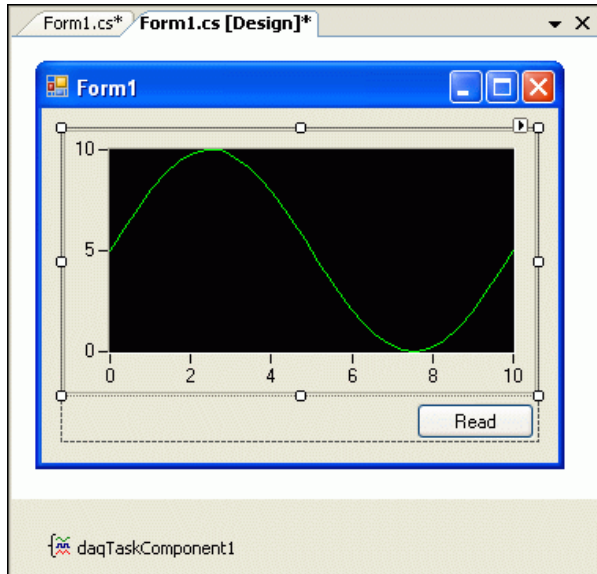 Form1.cs* Form1.cs [Design]*
Form1
10
5
0
0 2 4 6 8 10
Read
daqTaskComponent1